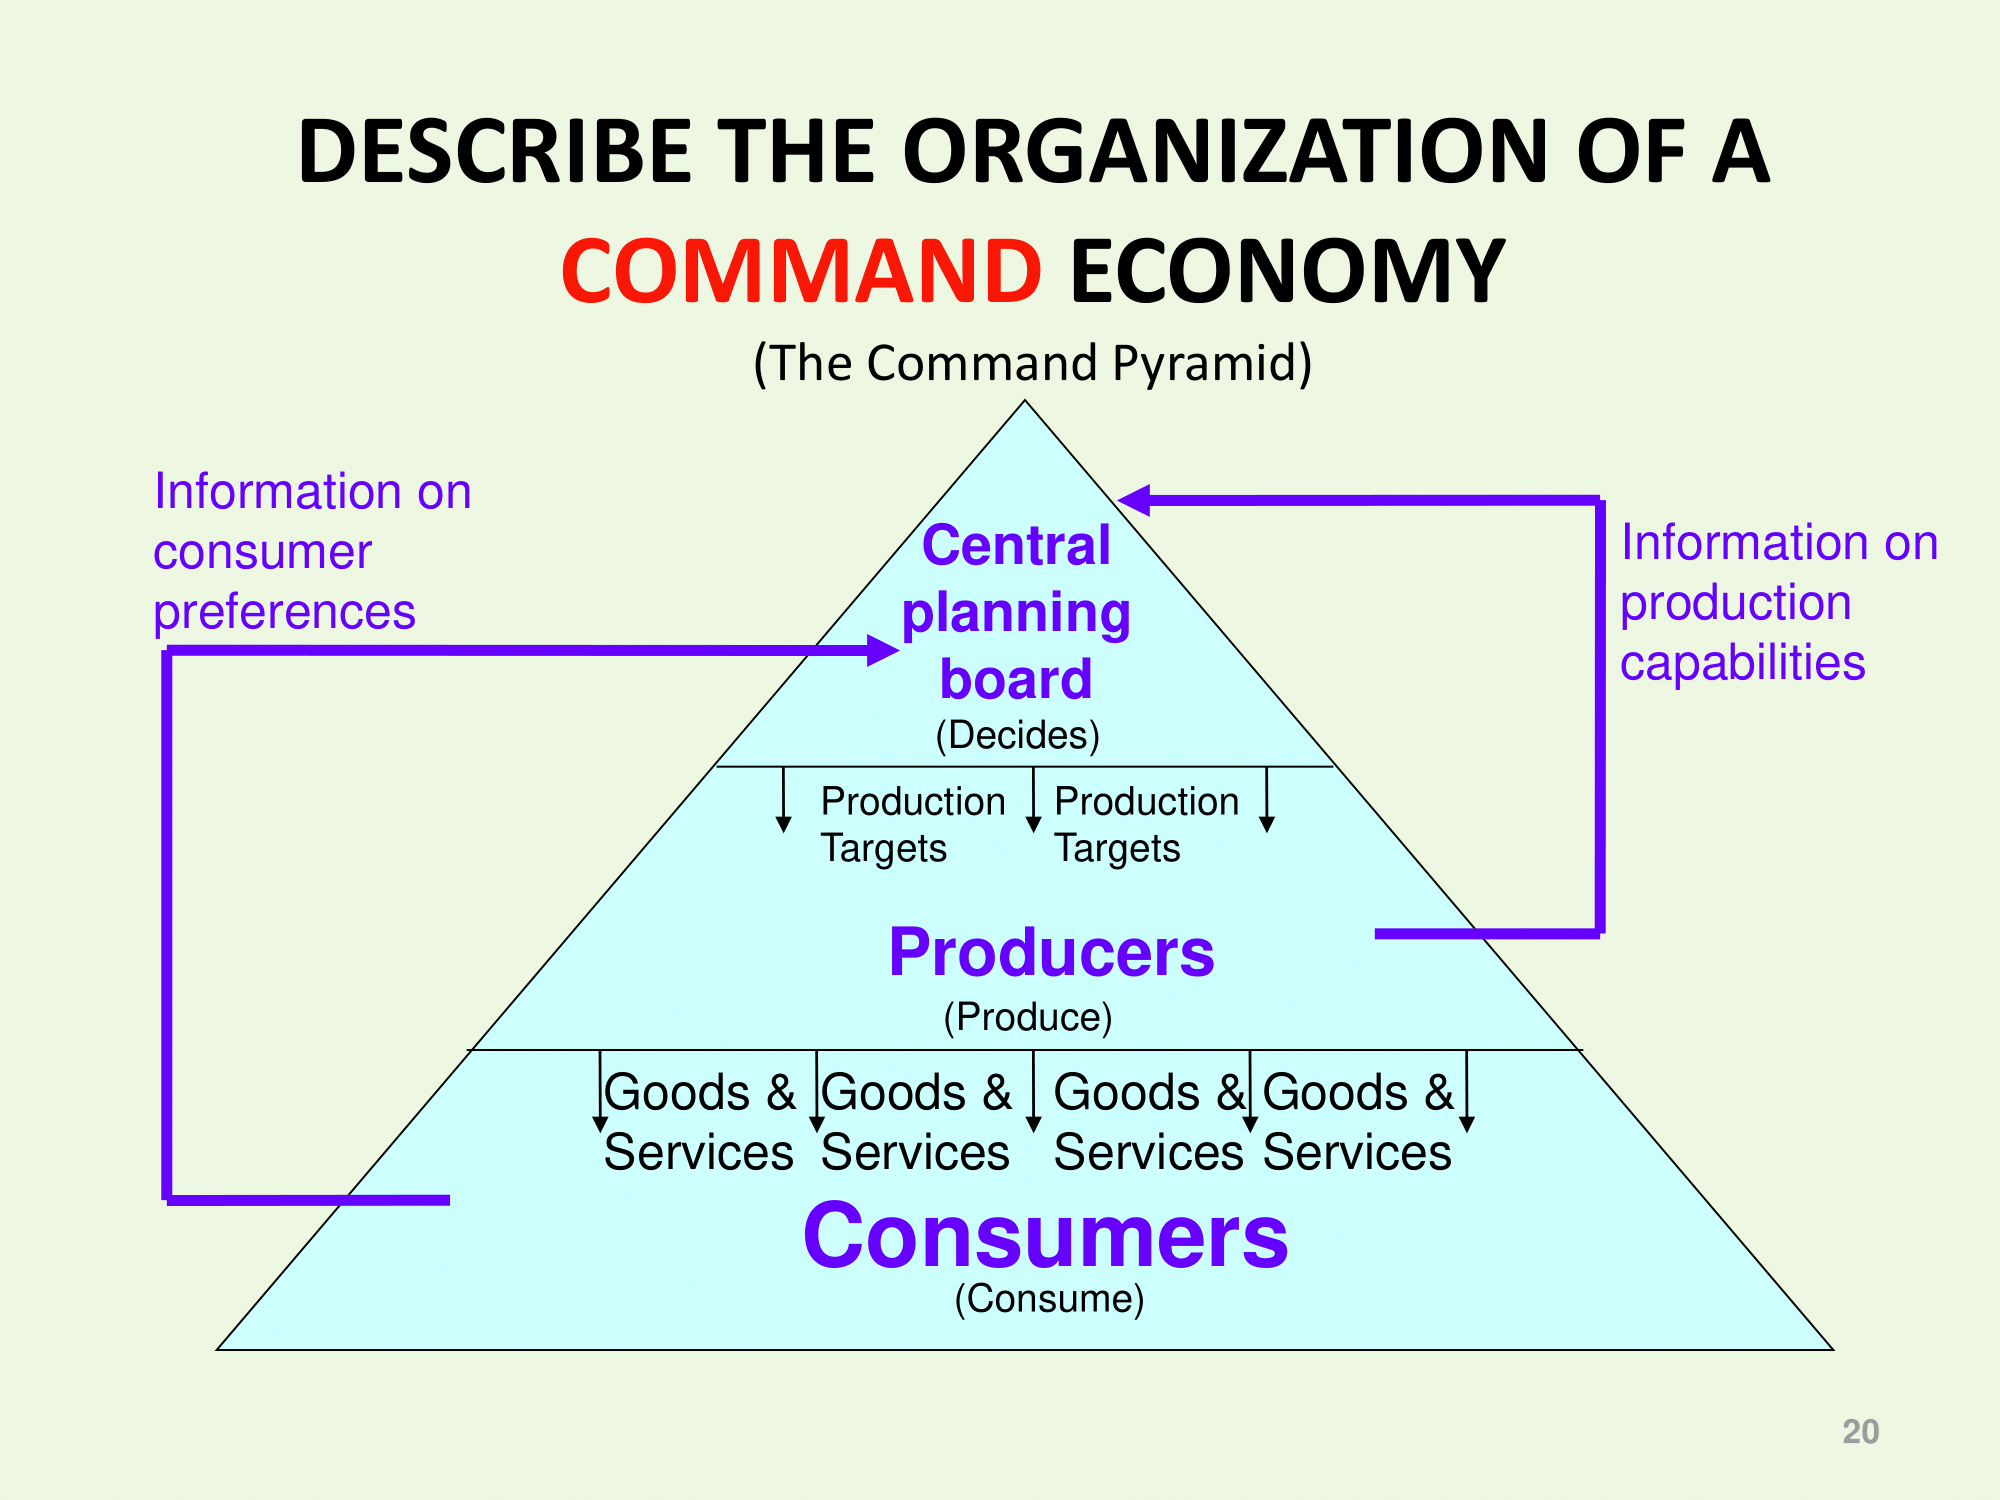 DESCRIBE THE ORGANIZATION OF A
COMMAND ECONOMY
(The Command Pyramid)
Information on
consumer
preferences
Central
planning
board
(Decides)
Information on
production
capabilities
Production Production
Targets Targets
Producers
(Produce)
Goods & Goods & Goods & Goods &
Services Services Services Services
Consumers
(Consume)
20